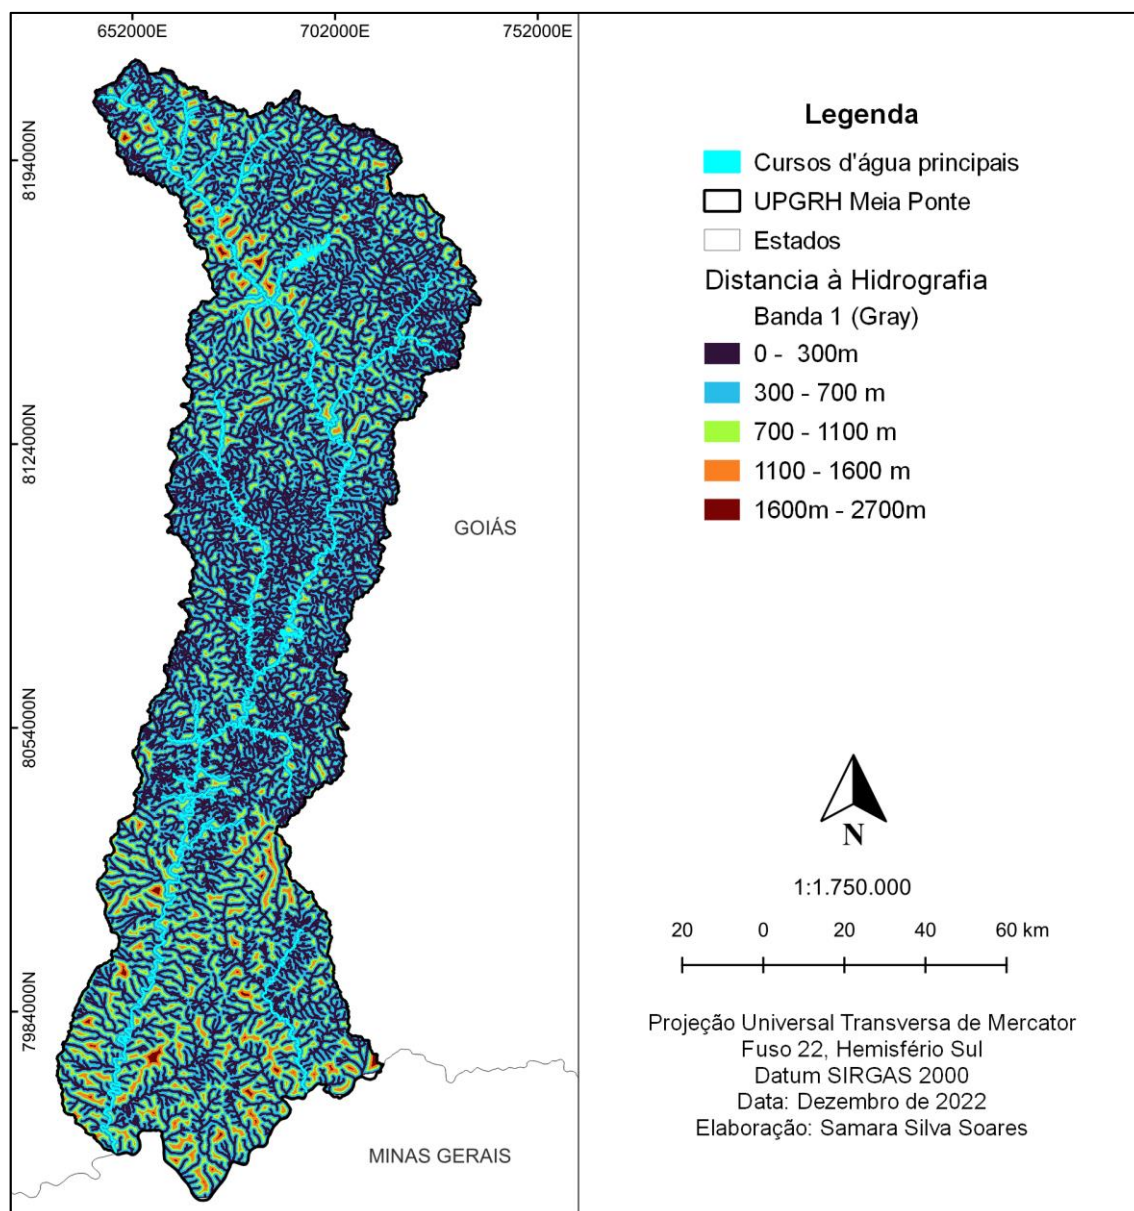 652000E 702000E 752000E
8194000N
8124000N
8054000N
7984000N
GOIÁS
MINAS GERAIS
Legenda
Cursos d'água principais
UPGRH Meia Ponte
Estados
Distancia à Hidrografia
Banda 1 (Gray)
0 - 300m
300 - 700 m
700 - 1100 m
1100 - 1600 m
1600m - 2700m
N
1:1.750.000
20 0 20 40 60 km
Projeção Universal Transversa de Mercator
Fuso 22, Hemisfério Sul
Datum SIRGAS 2000
Data: Dezembro de 2022
Elaboração: Samara Silva Soares